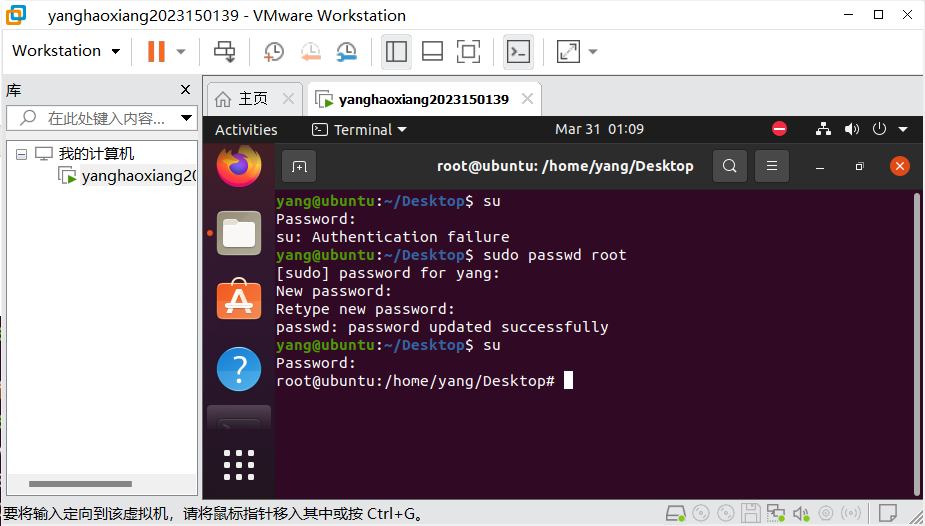 yanghaoxiang2023150139 - VMware Workstation
Workstation
库
主页
yanghaoxiang2023150139
在此处键入内容...
我的计算机
yanghaoxiang20
Activities
Terminal
Mar 31 01:09
root@ubuntu: /home/yang/Desktop
yang@ubuntu:~/Desktop$ su
Password:
su: Authentication failure
yang@ubuntu:~/Desktop$ sudo passwd root
[sudo] password for yang:
New password:
Retype new password:
passwd: password updated successfully
yang@ubuntu:~/Desktop$ su
Password:
root@ubuntu:/home/yang/Desktop#
要将输入定向到该虚拟机，请将鼠标指针移入其中或按 Ctrl+G。